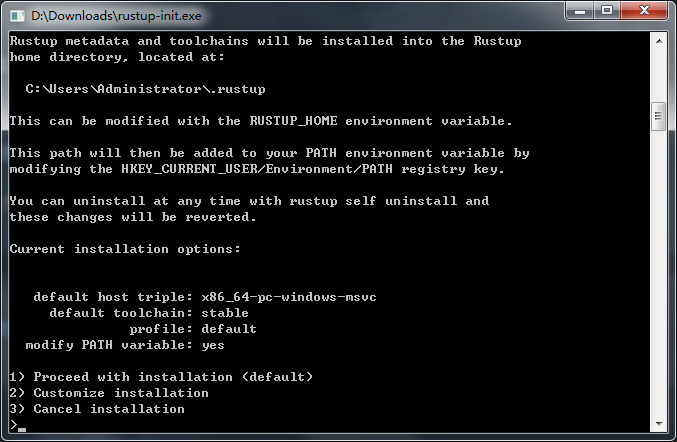 D:\Downloads\rustup-init.exe
Rustup metadata and toolchains will be installed into the Rustup
home directory, located at:
C:\Users\Administrator\.rustup
This can be modified with the RUSTUP_HOME environment variable.
This path will then be added to your PATH environment variable by
modifying the HKEY_CURRENT_USER/Environment/PATH registry key.
You can uninstall at any time with rustup self uninstall and
these changes will be reverted.
Current installation options:
default host triple: x86_64-pc-windows-msvc
default toolchain: stable
profile: default
modify PATH variable: yes
1) Proceed with installation (default)
2) Customize installation
3) Cancel installation
>_